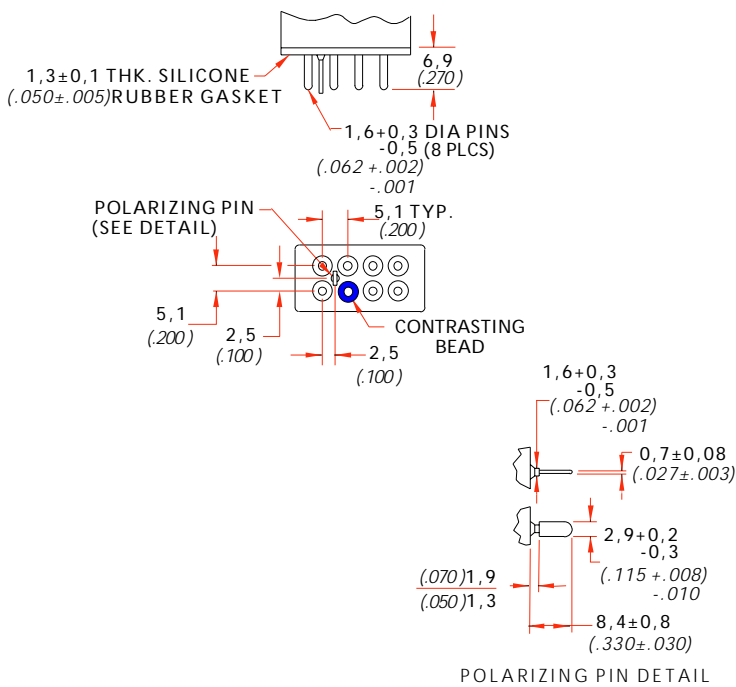 6,9
(.270)
1,3±0,1 THK. SILICONE
(.050±.005)RUBBER GASKET
1,6+0,3 DIA PINS
-0,5 (8 PLCS)
(.062 +.002)
-.001
POLARIZING PIN
(SEE DETAIL)
5,1 TYP.
(.200)
5,1
(.200)
2,5
(.100)
2,5
(.100)
CONTRASTING
BEAD
1,6+0,3
-0,5
(.062 +.002)
-.001
0,7±0,08
(.027±.003)
2,9+0,2
-0,3
(.115 +.008)
-.010
(.070)1,9
(.050)1,3
8,4±0,8
(.330±.030)
POLARIZING PIN DETAIL